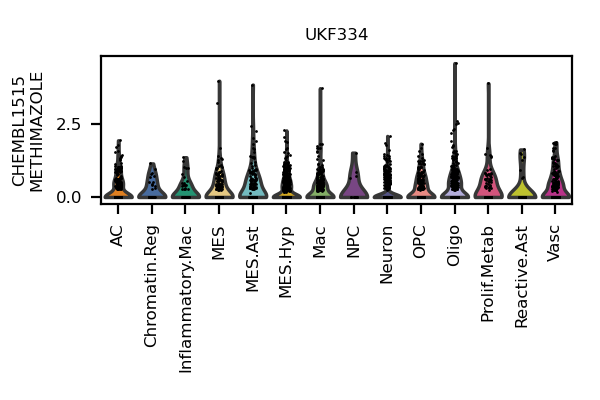 UKF334
CHEMBL1515
METHIMAZOLE
2.5
0.0
AC
Chromatin.Reg
Inflammatory.Mac
MES
MES.Ast
MES.Hyp
Mac
NPC
Neuron
OPC
Oligo
Prolif.Metab
Reactive.Ast
Vasc